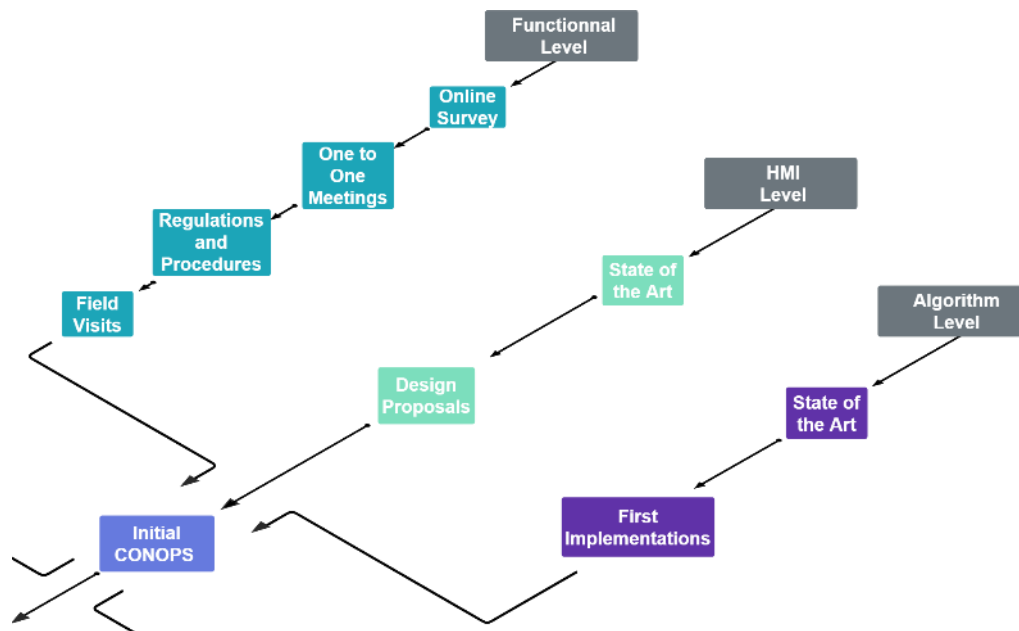 Functionnal
Level
Online
Survey
One to
One
Meetings
HMI
Level
Regulations
and
Procedures
State of
the Art
Field
Visits
Algorithm
Level
Design
Proposals
State of
the Art
First
Implementations
Initial
CONOPS